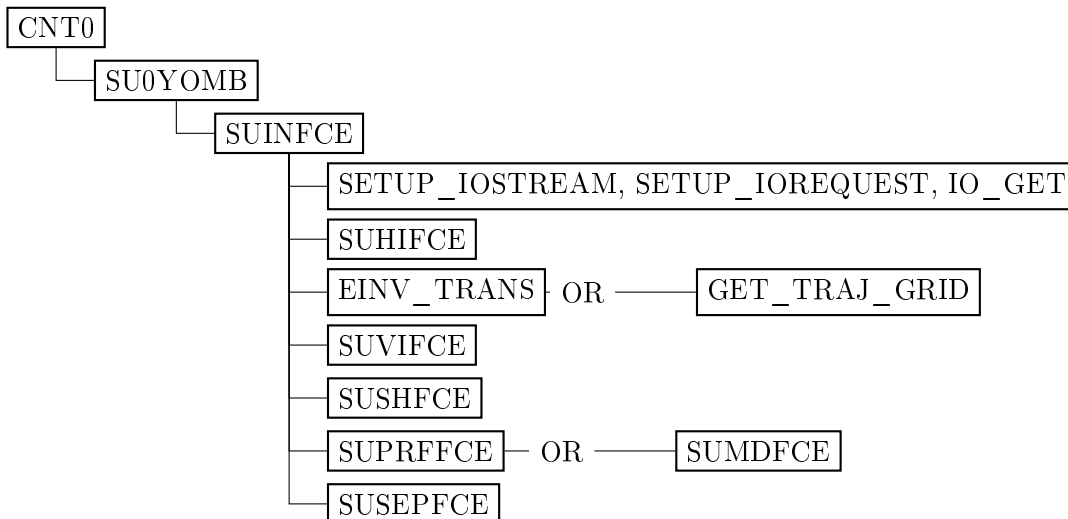 CNT0
SU0YOMB
SUINFCE
SETUP_IOSTREAM, SETUP_IOREQUEST, IO_GET
SUHIFCE
EINV_TRANS OR GET_TRAJ_GRID
SUVIFCE
SUSHFCE
SUPRFFCE OR SUMDFCE
SUSEPFCE